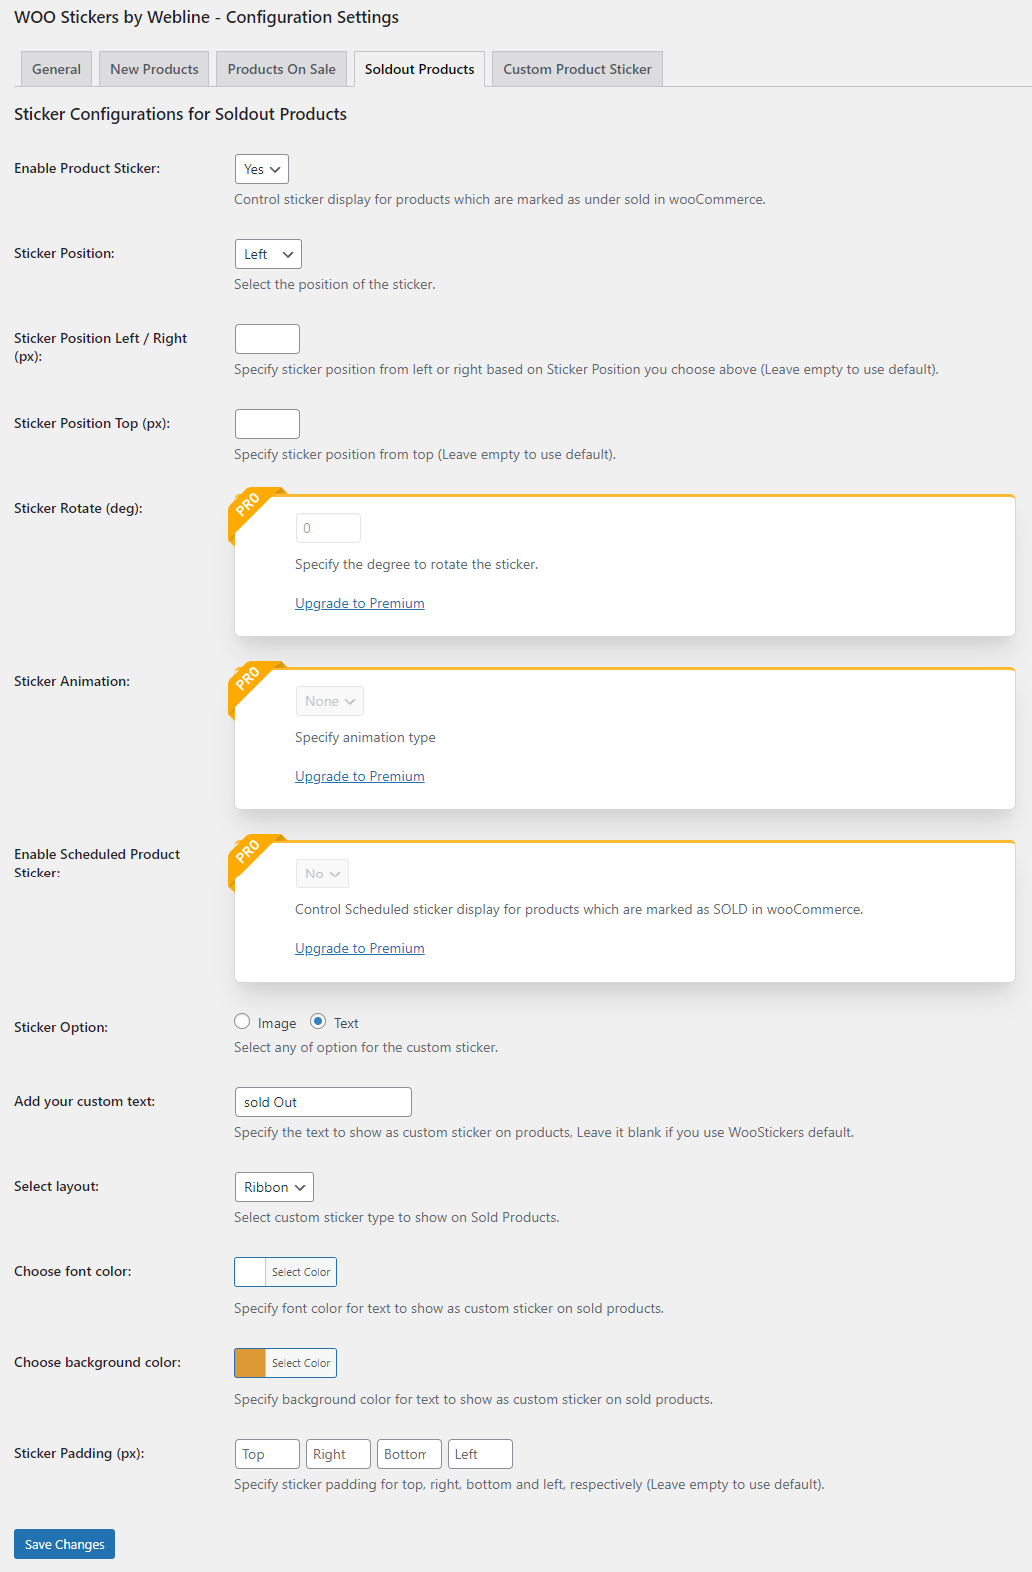 WOO Stickers by Webline - Configuration Settings
General
New Products
Products On Sale
Soldout Products
Custom Product Sticker
Sticker Configurations for Soldout Products
Enable Product Sticker:
Yes
Control sticker display for products which are marked as under sold in wooCommerce.
Sticker Position:
Left
Select the position of the sticker.
Sticker Position Left / Right
(px):
Specify sticker position from left or right based on Sticker Position you choose above (Leave empty to use default).
Sticker Position Top (px):
Specify sticker position from top (Leave empty to use default).
Sticker Rotate (deg):
PRO
0
Specify the degree to rotate the sticker.
Upgrade to Premium
Sticker Animation:
PRO
None
Specify animation type
Upgrade to Premium
Enable Scheduled Product
Sticker:
PRO
No
Control Scheduled sticker display for products which are marked as SOLD in wooCommerce.
Upgrade to Premium
Sticker Option:
Image
Text
Select any of option for the custom sticker.
Add your custom text:
sold Out
Specify the text to show as custom sticker on products, Leave it blank if you use WooStickers default.
Select layout:
Ribbon
Select custom sticker type to show on Sold Products.
Choose font color:
Select Color
Specify font color for text to show as custom sticker on sold products.
Choose background color:
Select Color
Specify background color for text to show as custom sticker on sold products.
Sticker Padding (px):
Top
Right
Bottom
Left
Specify sticker padding for top, right, bottom and left, respectively (Leave empty to use default).
Save Changes